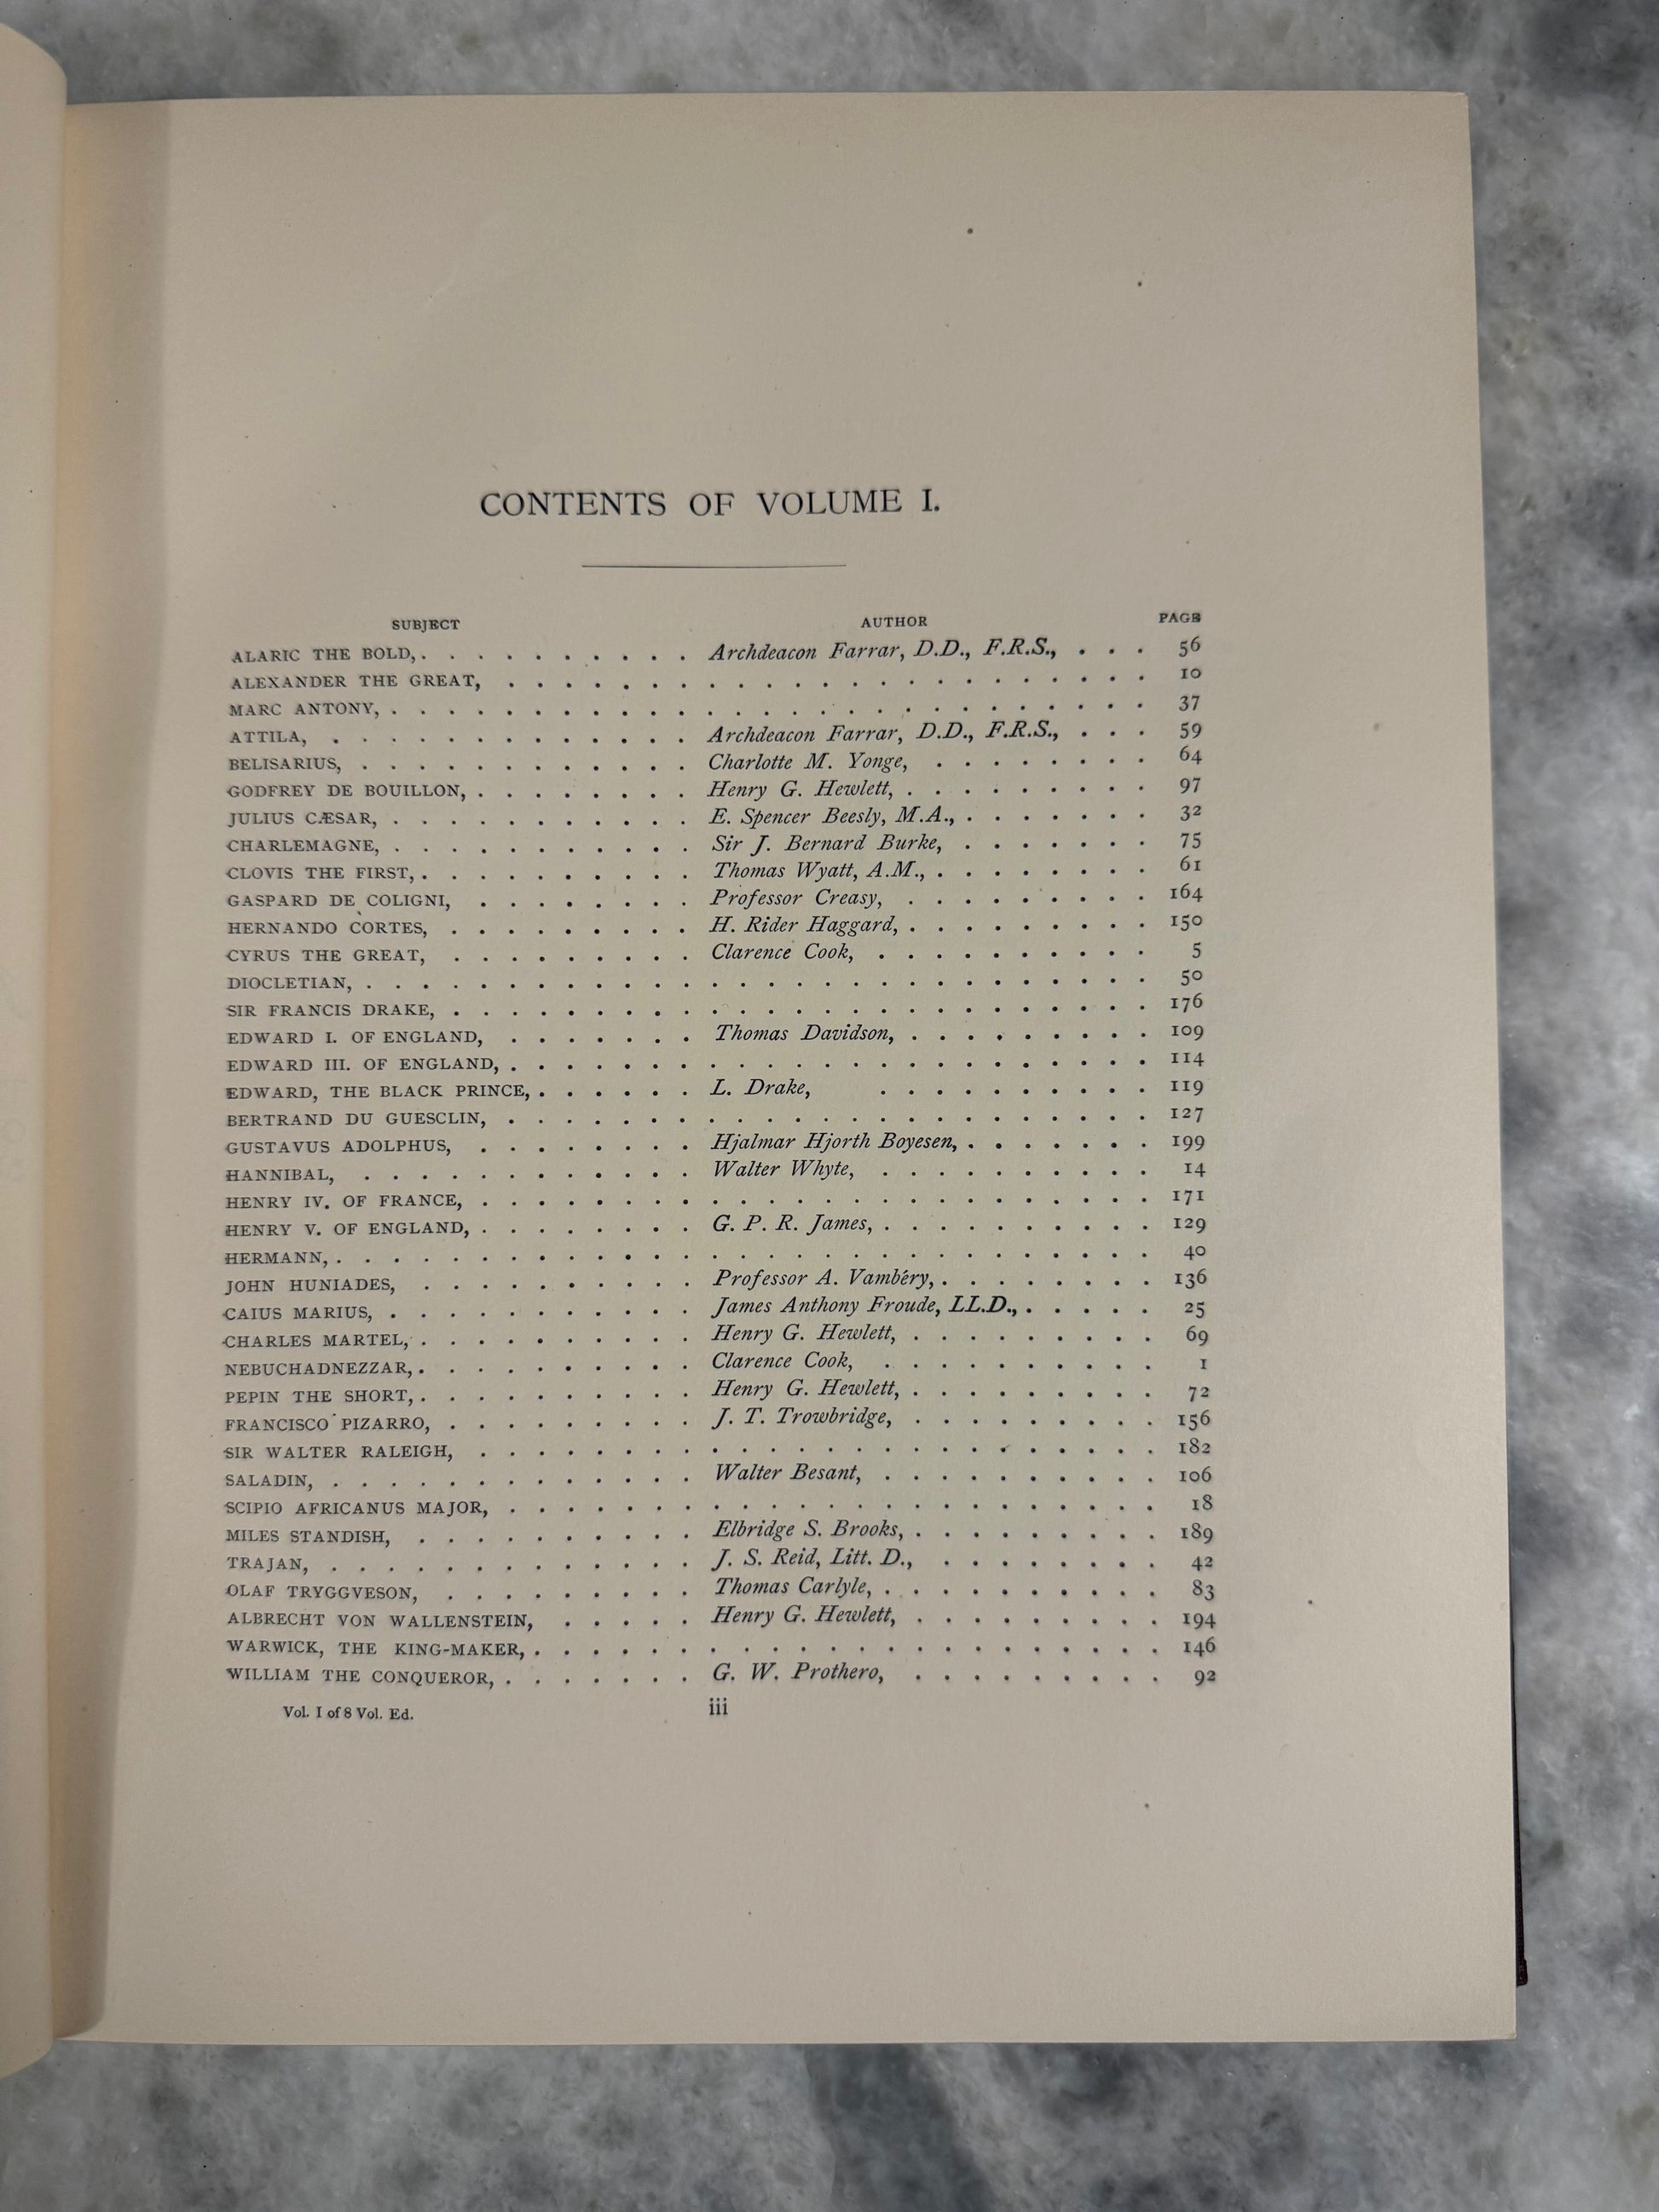 CONTENTS OF VOLUME I.
SUBJECT AUTHOR PAGE
ALARIC THE BOLD, . . . . . . . . . . Archdeacon Farrar, D.D., F.R.S., . . . 56
ALEXANDER THE GREAT, . . . . . . . . . . . . . . . . . . . . . . . 10
MARC ANTONY, . . . . . . . . . . . . . . . . . . . . . . . . . . . 37
ATTILA, . . . . . . . . . . . . . Archdeacon Farrar, D.D., F.R.S., . . . 59
BELISARIUS, . . . . . . . . . . . . Charlotte M. Yonge, . . . . . . . . 64
GODFREY DE BOUILLON, . . . . . . . . Henry G. Hewlett, . . . . . . . . . 97
JULIUS CÆSAR, . . . . . . . . . . . E. Spencer Beesly, M.A., . . . . . . . 32
CHARLEMAGNE, . . . . . . . . . . . Sir J. Bernard Burke, . . . . . . . 75
CLOVIS THE FIRST, . . . . . . . . . . Thomas Wyatt, A.M., . . . . . . . . 61
GASPARD DE COLIGNI, . . . . . . . . Professor Creasy, . . . . . . . . . 164
HERNANDO CORTES, . . . . . . . . . H. Rider Haggard, . . . . . . . . . 150
CYRUS THE GREAT, . . . . . . . . . Clarence Cook, . . . . . . . . . . 5
DIOCLETIAN, . . . . . . . . . . . . . . . . . . . . . . . . . . . . 50
SIR FRANCIS DRAKE, . . . . . . . . . . . . . . . . . . . . . . . . . 176
EDWARD I. OF ENGLAND, . . . . . . . Thomas Davidson, . . . . . . . . . 109
EDWARD III. OF ENGLAND, . . . . . . . . . . . . . . . . . . . . . . . 114
EDWARD, THE BLACK PRINCE, . . . . . . L. Drake, . . . . . . . . . . 119
BERTRAND DU GUESCLIN, . . . . . . . . . . . . . . . . . . . . . . . 127
GUSTAVUS ADOLPHUS, . . . . . . . . Hjalmar Hjorth Boyesen, . . . . . . . 199
HANNIBAL, . . . . . . . . . . . . Walter Whyte, . . . . . . . . . . 14
HENRY IV. OF FRANCE, . . . . . . . . . . . . . . . . . . . . . . . . 171
HENRY V. OF ENGLAND, . . . . . . . . G. P. R. James, . . . . . . . . . . 129
HERMANN, . . . . . . . . . . . . . . . . . . . . . . . . . . . . . 40
JOHN HUNIADES, . . . . . . . . . . Professor A. Vambéry, . . . . . . . . 136
CAIUS MARIUS, . . . . . . . . . . . James Anthony Froude, LL.D., . . . . . 25
CHARLES MARTEL, . . . . . . . . . . Henry G. Hewlett, . . . . . . . . . 69
NEBUCHADNEZZAR, . . . . . . . . . . Clarence Cook, . . . . . . . . . . 1
PEPIN THE SHORT, . . . . . . . . . . Henry G. Hewlett, . . . . . . . . . 72
FRANCISCO PIZARRO, . . . . . . . . . J. T. Trowbridge, . . . . . . . . . 156
SIR WALTER RALEIGH, . . . . . . . . . . . . . . . . . . . . . . . . 182
SALADIN, . . . . . . . . . . . . . Walter Besant, . . . . . . . . . . 106
SCIPIO AFRICANUS MAJOR, . . . . . . . . . . . . . . . . . . . . . . . 18
MILES STANDISH, . . . . . . . . . . Elbridge S. Brooks, . . . . . . . . . 189
TRAJAN, . . . . . . . . . . . . . J. S. Reid, Litt. D., . . . . . . . . 42
OLAF TRYGGVESON, . . . . . . . . . Thomas Carlyle, . . . . . . . . . . 83
ALBRECHT VON WALLENSTEIN, . . . . . Henry G. Hewlett, . . . . . . . . . 194
WARWICK, THE KING-MAKER, . . . . . . . . . . . . . . . . . . . . . . 146
WILLIAM THE CONQUEROR, . . . . . . . G. W. Prothero, . . . . . . . . . 92
Vol. I of 8 Vol. Ed. iii